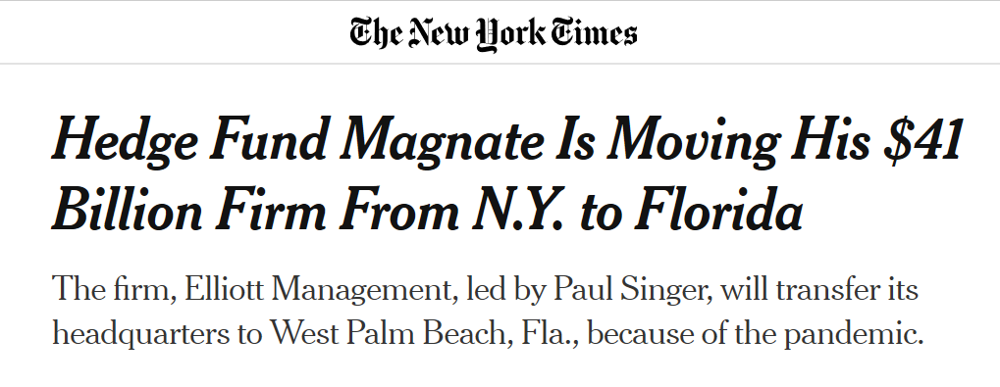 The New York Times
Hedge Fund Magnate Is Moving His $41
Billion Firm From N.Y. to Florida
The firm, Elliott Management, led by Paul Singer, will transfer its
headquarters to West Palm Beach, Fla., because of the pandemic.